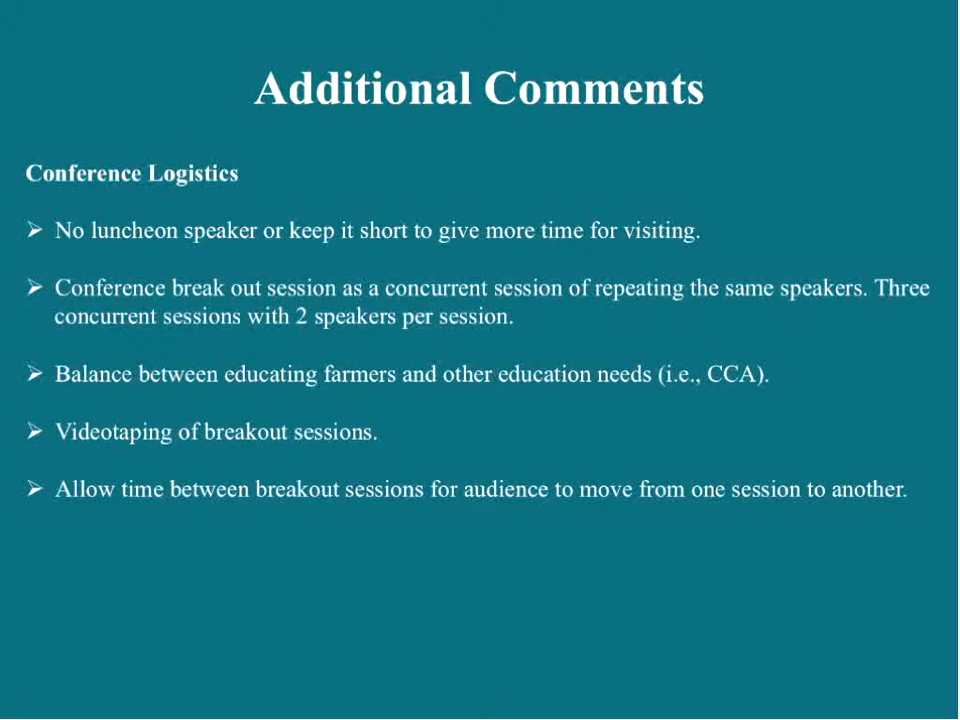 Additional Comments
Conference Logistics
➢ No luncheon speaker or keep it short to give more time for visiting.
➢ Conference break out session as a concurrent session of repeating the same speakers. Three
concurrent sessions with 2 speakers per session.
➢ Balance between educating farmers and other education needs (i.e., CCA).
➢ Videotaping of breakout sessions.
➢ Allow time between breakout sessions for audience to move from one session to another.